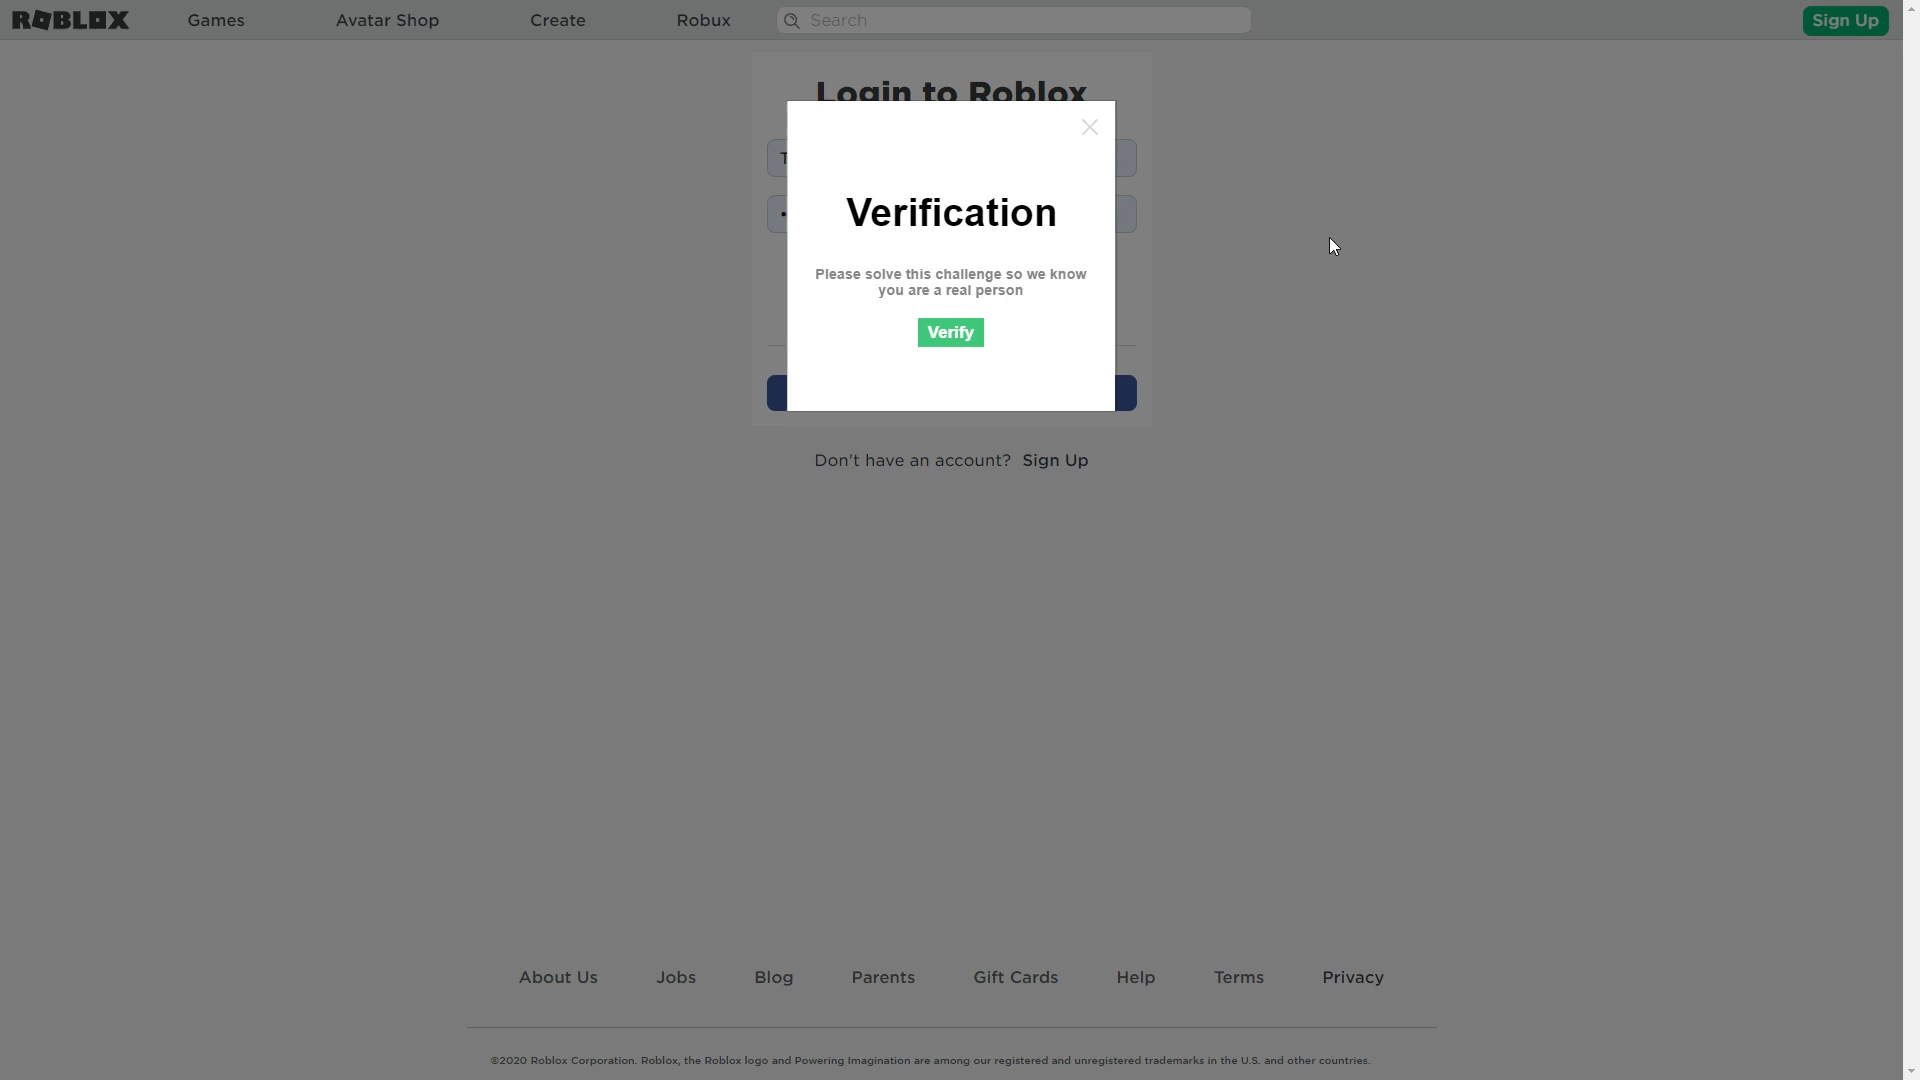 ROBLOX Games Avatar Shop Create Robux Search Sign Up
Login to Roblox
Verification
Please solve this challenge so we know
you are a real person
Verify
Don't have an account? Sign Up
About Us Jobs Blog Parents Gift Cards Help Terms Privacy
©2020 Roblox Corporation. Roblox, the Roblox logo and Powering Imagination are among our registered and unregistered trademarks in the U.S. and other countries.